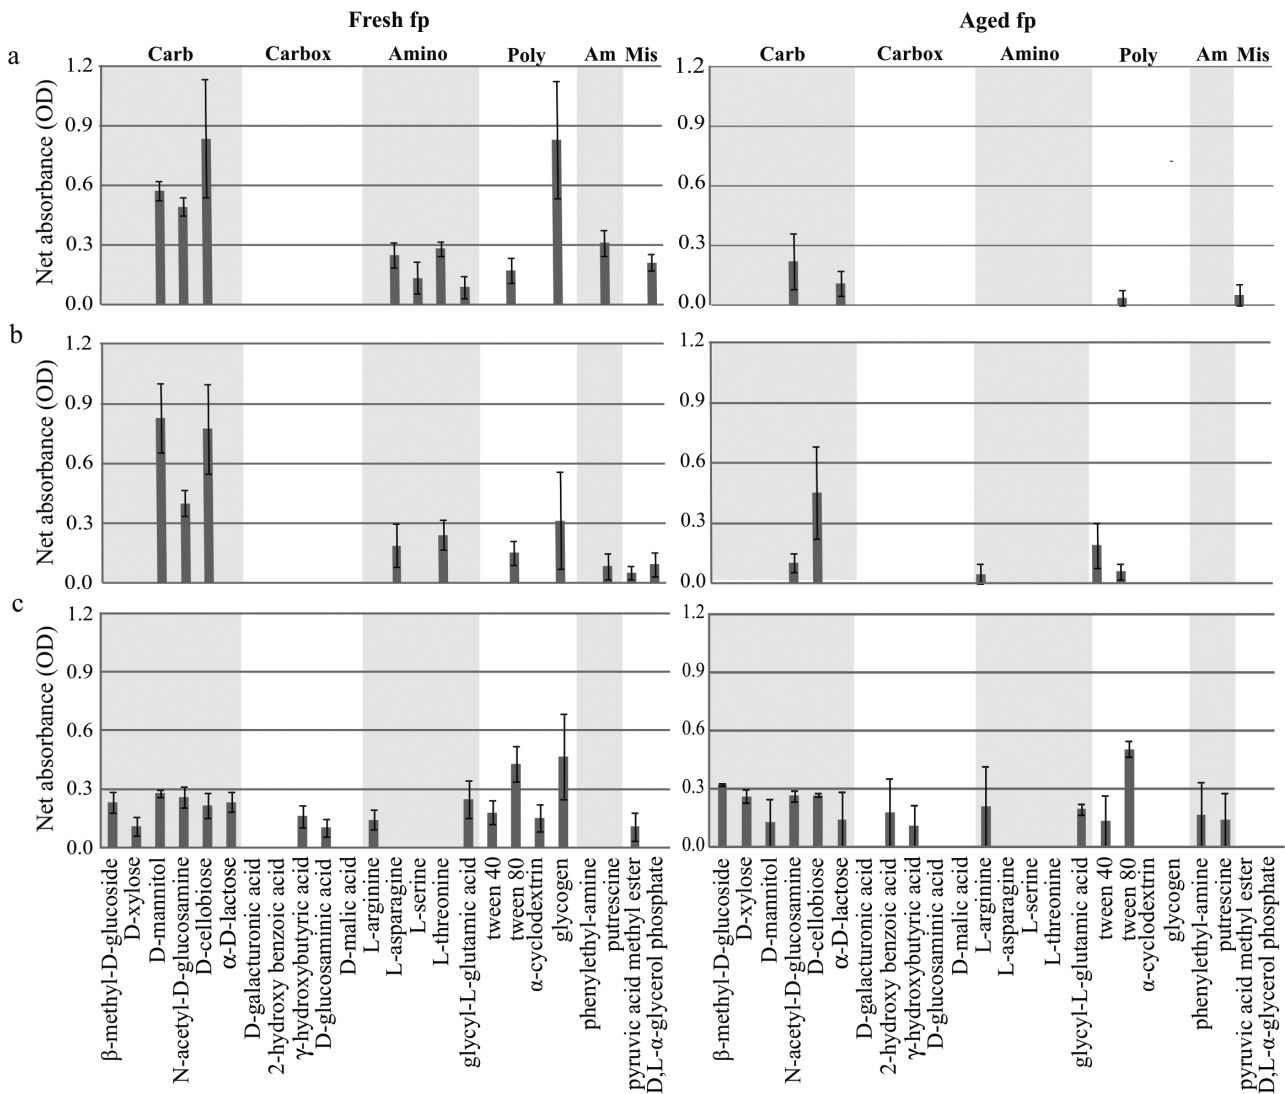 Fresh fp
Aged fp
a
Carb
Carbox
Amino
Poly
Am
Mis
Carb
Carbox
Amino
Poly
Am
Mis
Net absorbance (OD)
1.2
0.9
0.6
0.3
0.0
1.2
0.9
0.6
0.3
0.0
b
Net absorbance (OD)
1.2
0.9
0.6
0.3
0.0
1.2
0.9
0.6
0.3
0.0
c
Net absorbance (OD)
1.2
0.9
0.6
0.3
0.0
1.2
0.9
0.6
0.3
0.0
β-methyl-D-glucoside
D-xylose
D-mannitol
N-acetyl-D-glucosamine
D-cellobiose
α-D-lactose
D-galacturonic acid
2-hydroxy benzoic acid
γ-hydroxybutyric acid
D-glucosaminic acid
D-malic acid
L-arginine
L-asparagine
L-serine
L-threonine
glycyl-L-glutamic acid
tween 40
tween 80
α-cyclodextrin
glycogen
phenylethyl-amine
putrescine
pyruvic acid methyl ester
D,L-α-glycerol phosphate
β-methyl-D-glucoside
D-xylose
D-mannitol
N-acetyl-D-glucosamine
D-cellobiose
α-D-lactose
D-galacturonic acid
2-hydroxy benzoic acid
γ-hydroxybutyric acid
D-glucosaminic acid
D-malic acid
L-arginine
L-asparagine
L-serine
L-threonine
glycyl-L-glutamic acid
tween 40
tween 80
α-cyclodextrin
glycogen
phenylethyl-amine
putrescine
pyruvic acid methyl ester
D,L-α-glycerol phosphate